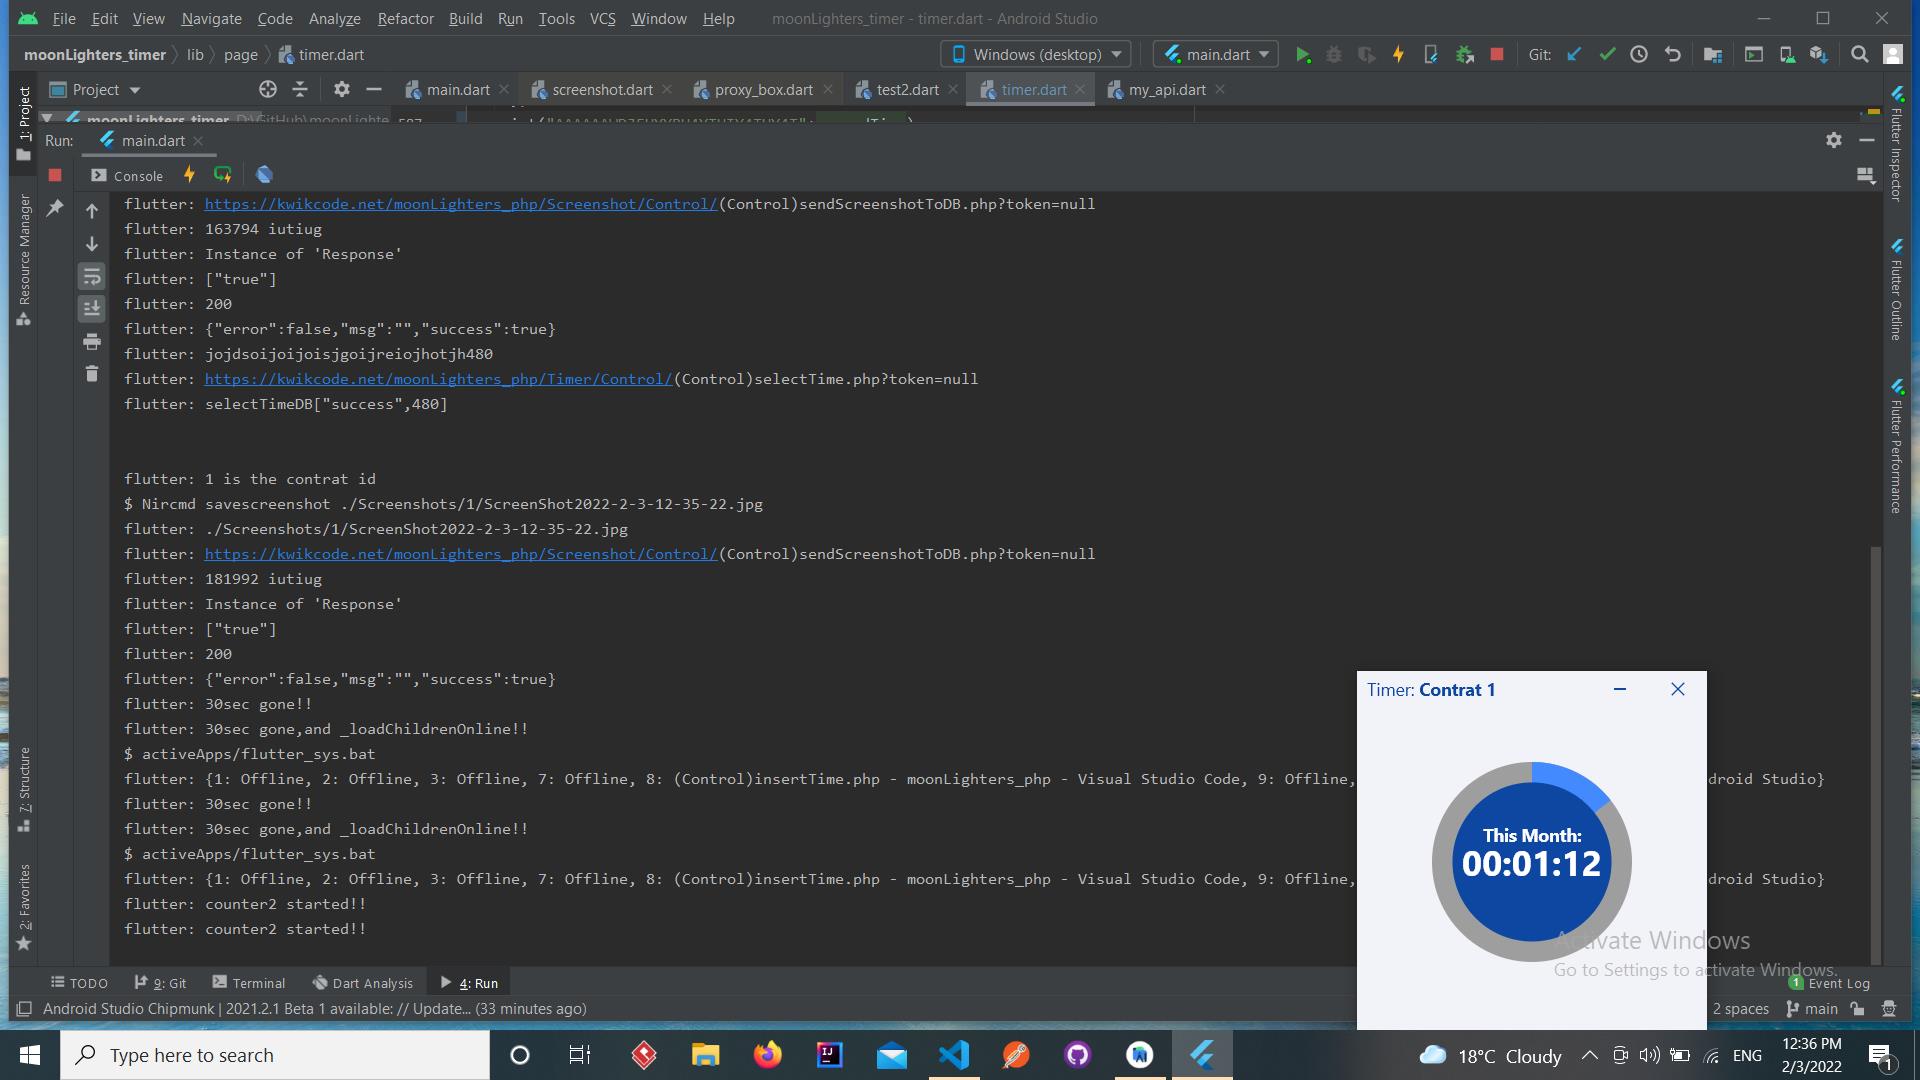 File Edit View Navigate Code Analyze Refactor Build Run Tools VCS Window Help moonLighters_timer - timer.dart - Android Studio
moonLighters_timer lib page timer.dart Windows (desktop) main.dart Git:
Project main.dart screenshot.dart proxy_box.dart test2.dart timer.dart my_api.dart
moonLighters_timer D:\GitHub\moonLighte 587
Run: main.dart
Console
flutter: https://kwikcode.net/moonLighters_php/Screenshot/Control/(Control)sendScreenshotToDB.php?token=null
flutter: 163794 iutiug
flutter: Instance of 'Response'
flutter: ["true"]
flutter: 200
flutter: {"error":false,"msg":"","success":true}
flutter: jojdsoijoijoisjgoijreiojhotjh480
flutter: https://kwikcode.net/moonLighters_php/Timer/Control/(Control)selectTime.php?token=null
flutter: selectTimeDB["success",480]
flutter: 1 is the contrat id
$ Nircmd savescreenshot ./Screenshots/1/ScreenShot2022-2-3-12-35-22.jpg
flutter: ./Screenshots/1/ScreenShot2022-2-3-12-35-22.jpg
flutter: https://kwikcode.net/moonLighters_php/Screenshot/Control/(Control)sendScreenshotToDB.php?token=null
flutter: 181992 iutiug
flutter: Instance of 'Response'
flutter: ["true"]
flutter: 200
flutter: {"error":false,"msg":"","success":true}
flutter: 30sec gone!!
flutter: 30sec gone,and _loadChildrenOnline!!
$ activeApps/flutter_sys.bat
flutter: {1: Offline, 2: Offline, 3: Offline, 7: Offline, 8: (Control)insertTime.php - moonLighters_php - Visual Studio Code, 9: Offline, droid Studio}
flutter: 30sec gone!!
flutter: 30sec gone,and _loadChildrenOnline!!
$ activeApps/flutter_sys.bat
flutter: {1: Offline, 2: Offline, 3: Offline, 7: Offline, 8: (Control)insertTime.php - moonLighters_php - Visual Studio Code, 9: Offline, droid Studio}
flutter: counter2 started!!
flutter: counter2 started!!
Timer: Contrat 1
This Month:
00:01:12
Activate Windows
Go to Settings to activate Windows.
1: Project
Resource Manager
7: Structure
2: Favorites
Flutter Inspector
Flutter Outline
Flutter Performance
TODO 9: Git Terminal Dart Analysis 4: Run 1 Event Log
Android Studio Chipmunk | 2021.2.1 Beta 1 available: // Update... (33 minutes ago) 2 spaces main
Type here to search 18°C Cloudy ENG 12:36 PM
2/3/2022 1